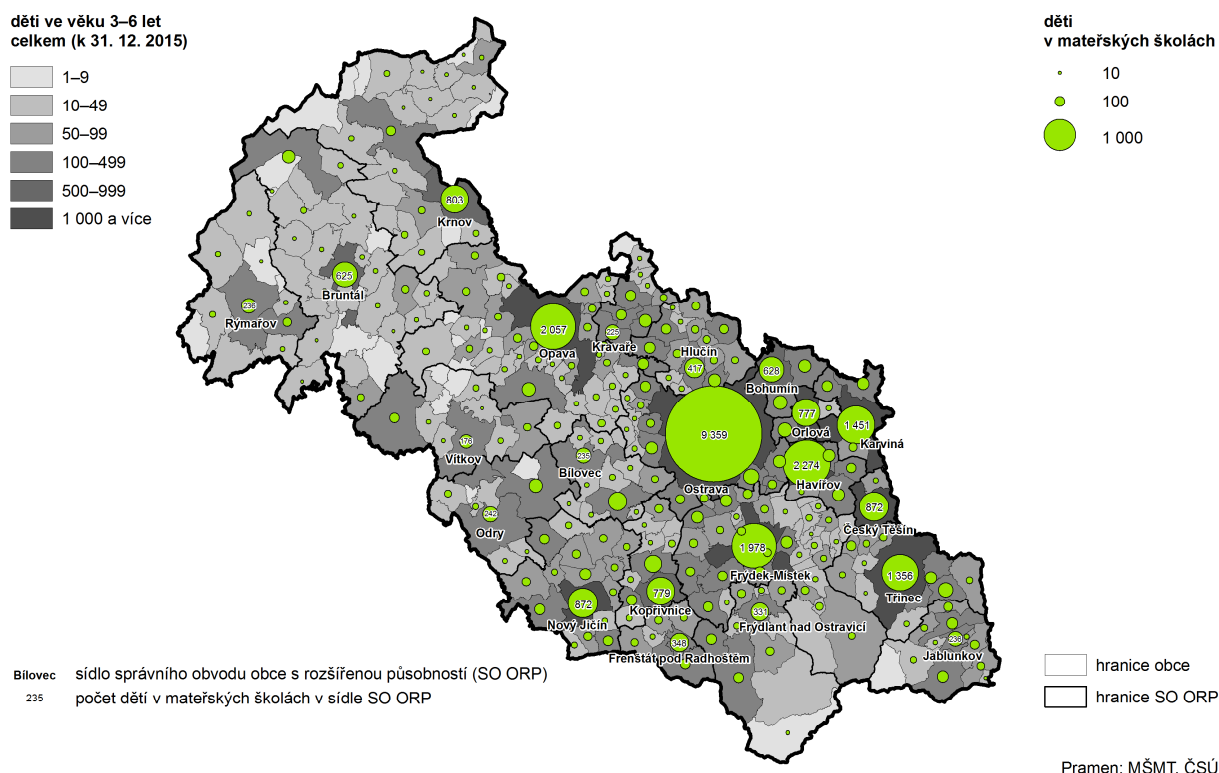 děti ve věku 3–6 let
celkem (k 31. 12. 2015)
1–9
10–49
50–99
100–499
500–999
1 000 a více
děti
v mateřských školách
10
100
1 000
803
Krnov
625
Bruntál
236
Rýmařov
2 057
Opava
225
Kravaře
Hlučín
417
628
Bohumín
777
Orlová
1 451
Karviná
9 359
Ostrava
2 274
Havířov
176
Vítkov
235
Bílovec
242
Odry
872
Český Těšín
1 978
Frýdek-Místek
1 356
Třinec
872
Nový Jičín
779
Kopřivnice
331
Frýdlant nad Ostravicí
348
Frenštát pod Radhoštěm
236
Jablunkov
Bílovec sídlo správního obvodu obce s rozšířenou působností (SO ORP)
235 počet dětí v mateřských školách v sídle SO ORP
hranice obce
hranice SO ORP
Pramen: MŠMT, ČSÚ